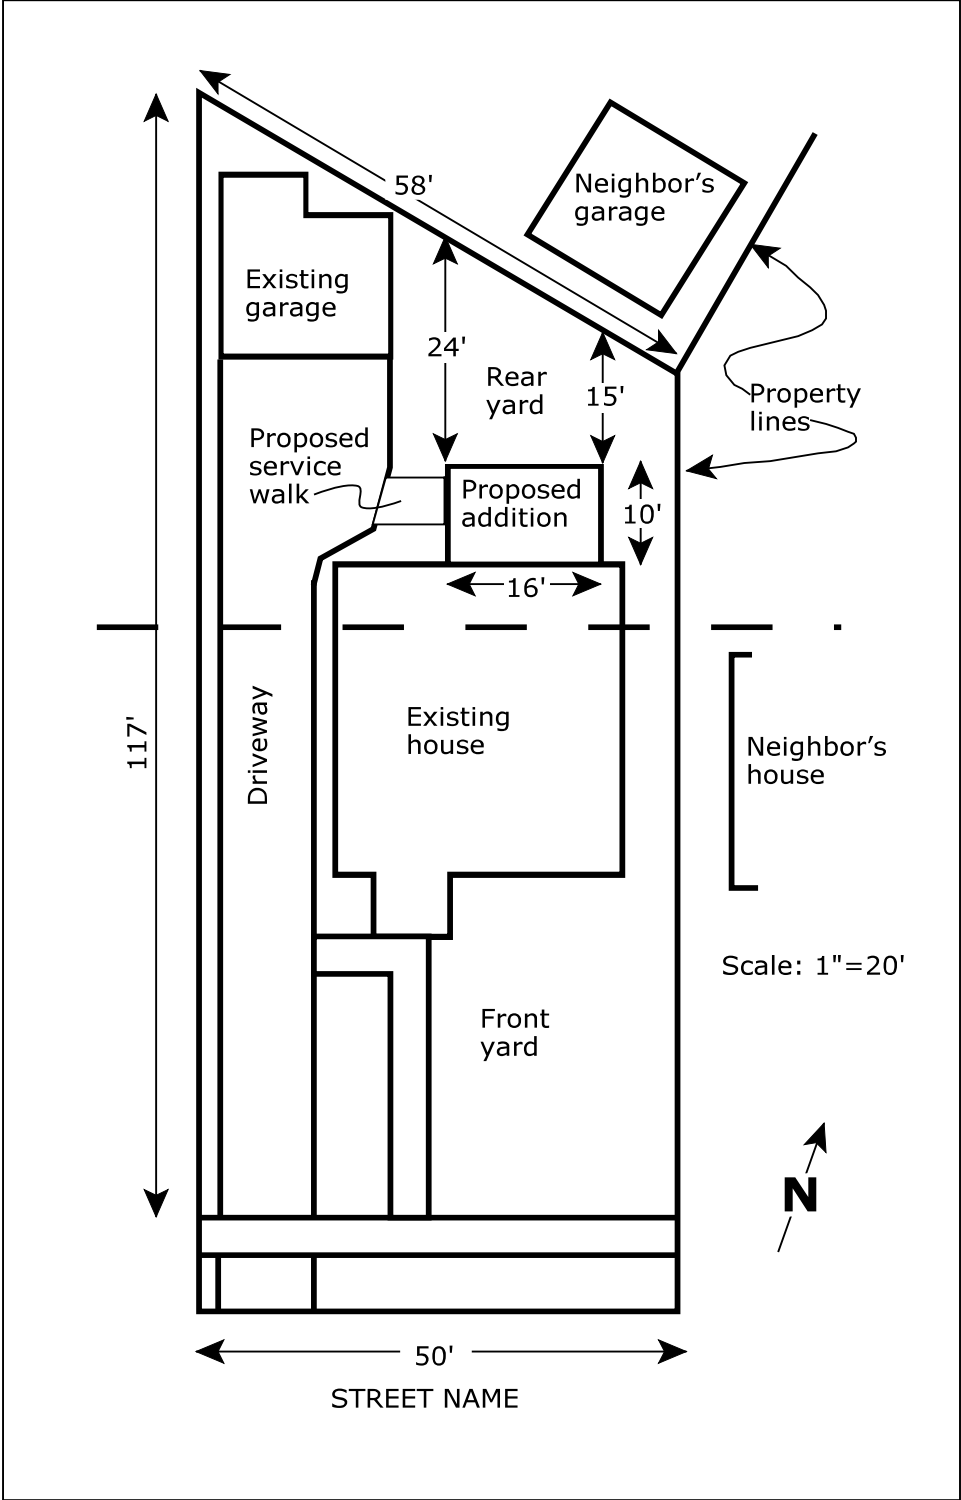 58'
Neighbor's
garage
Existing
garage
24'
Rear
yard
15'
Property
lines
Proposed
service
walk
Proposed
addition
10'
16'
117'
Driveway
Existing
house
Neighbor's
house
Scale: 1"=20'
Front
yard
N
50'
STREET NAME